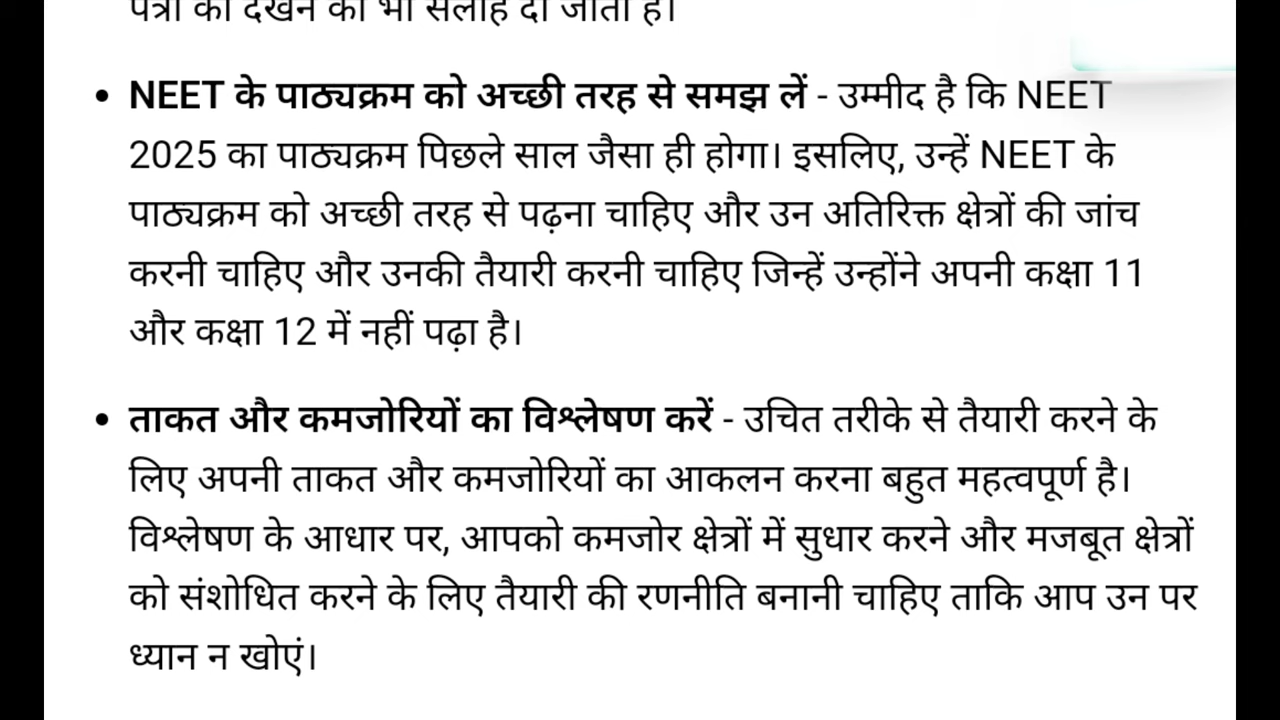 पत्रों को देखने की भी सलाह दी जाती है।
• NEET के पाठ्यक्रम को अच्छी तरह से समझ लें - उम्मीद है कि NEET
2025 का पाठ्यक्रम पिछले साल जैसा ही होगा। इसलिए, उन्हें NEET के
पाठ्यक्रम को अच्छी तरह से पढ़ना चाहिए और उन अतिरिक्त क्षेत्रों की जांच
करनी चाहिए और उनकी तैयारी करनी चाहिए जिन्हें उन्होंने अपनी कक्षा 11
और कक्षा 12 में नहीं पढ़ा है।
• ताकत और कमजोरियों का विश्लेषण करें - उचित तरीके से तैयारी करने के
लिए अपनी ताकत और कमजोरियों का आकलन करना बहुत महत्वपूर्ण है।
विश्लेषण के आधार पर, आपको कमजोर क्षेत्रों में सुधार करने और मजबूत क्षेत्रों
को संशोधित करने के लिए तैयारी की रणनीति बनानी चाहिए ताकि आप उन पर
ध्यान न खोएं।